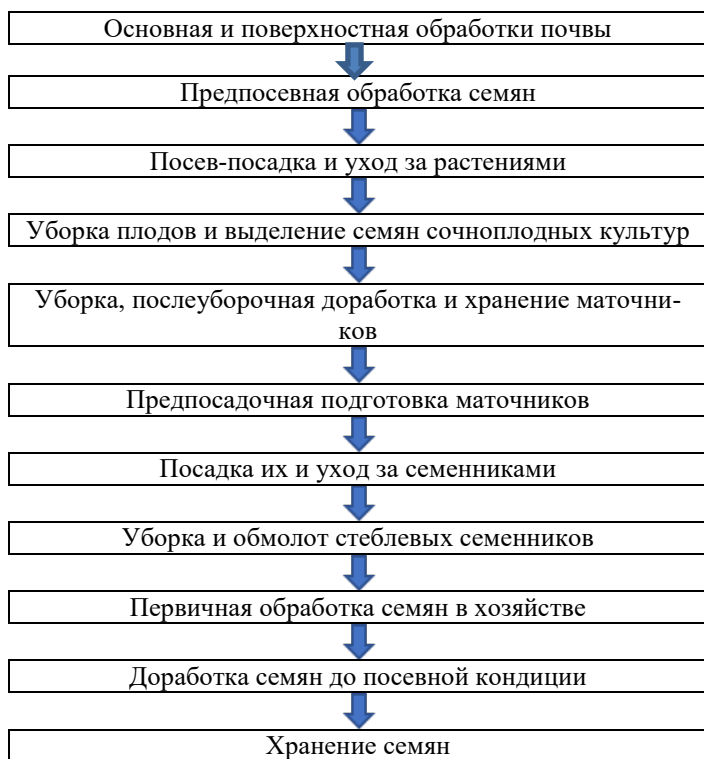 Основная и поверхностная обработки почвы
Предпосевная обработка семян
Посев-посадка и уход за растениями
Уборка плодов и выделение семян сочноплодных культур
Уборка, послеуборочная доработка и хранение маточни-
ков
Предпосадочная подготовка маточников
Посадка их и уход за семенниками
Уборка и обмолот стеблевых семенников
Первичная обработка семян в хозяйстве
Доработка семян до посевной кондиции
Хранение семян